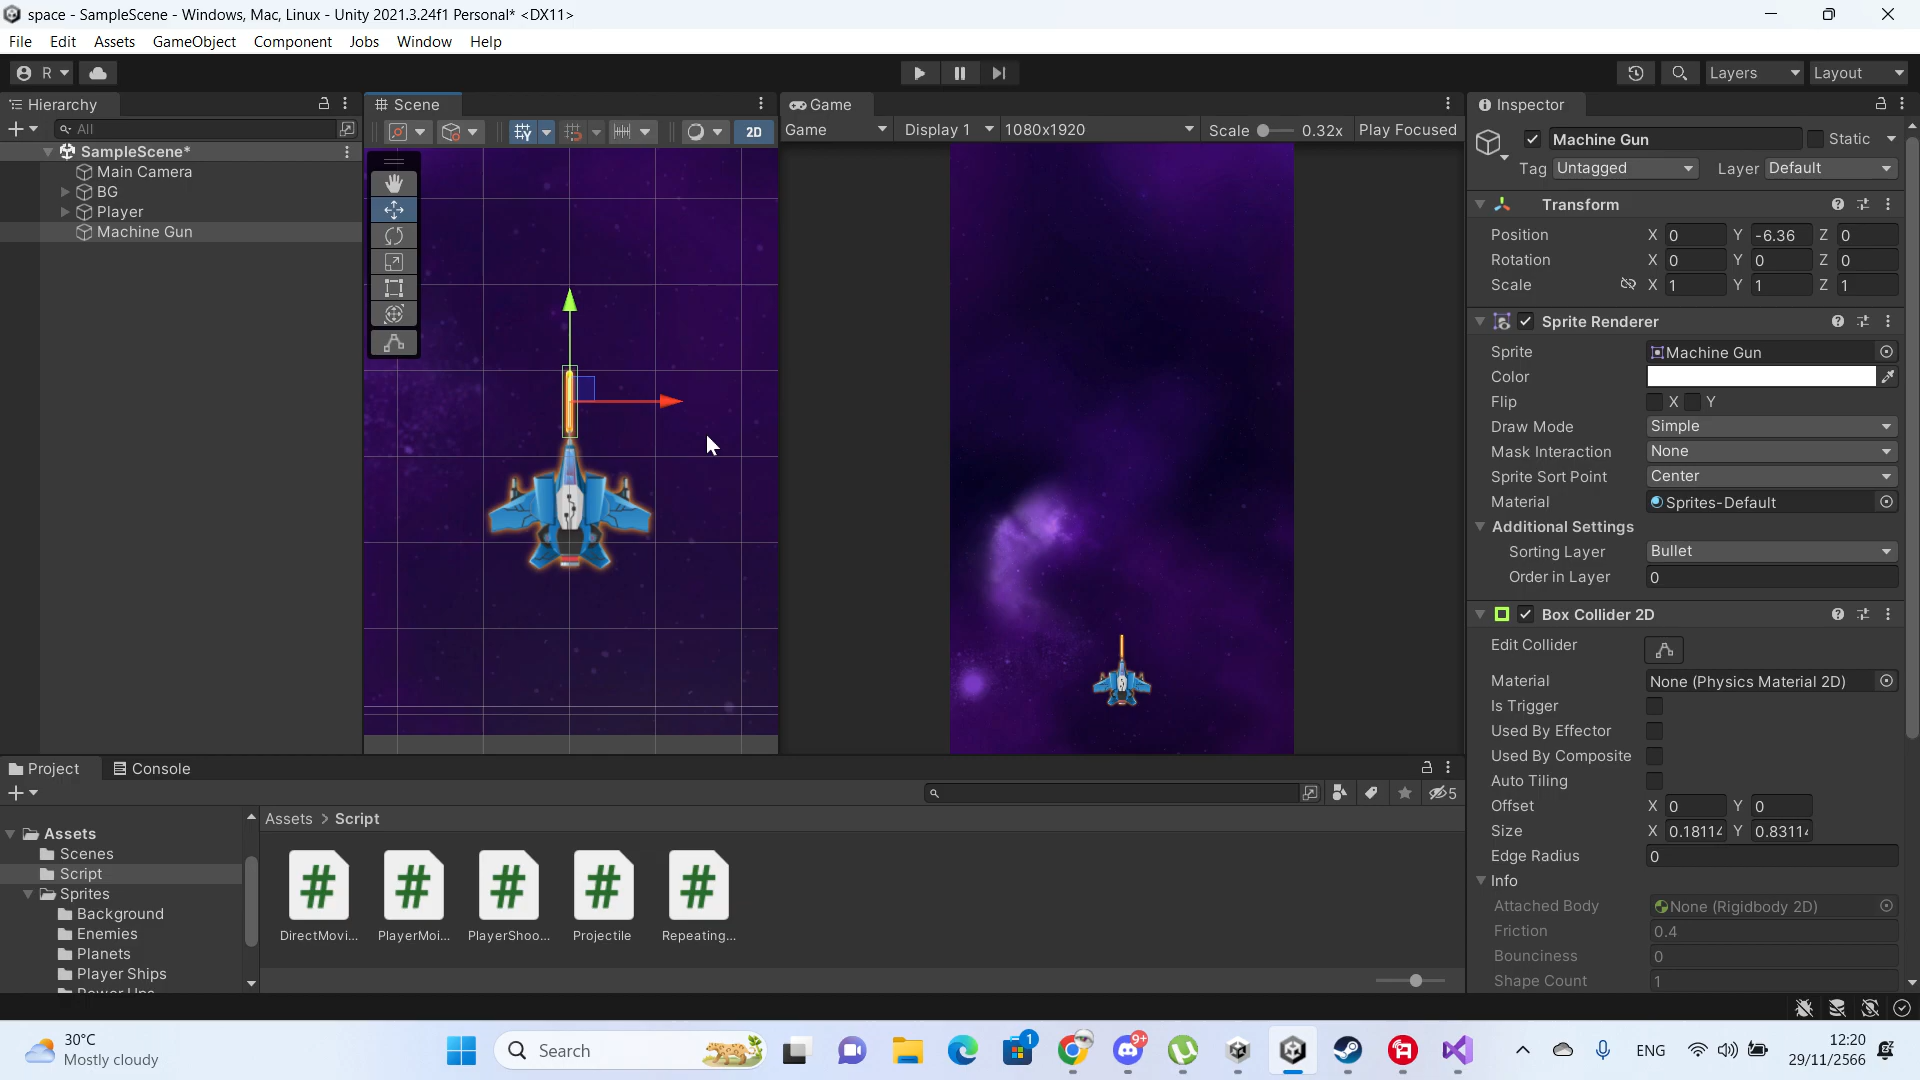 space - SampleScene - Windows, Mac, Linux - Unity 2021.3.24f1 Personal* <DX11>
File Edit Assets GameObject Component Jobs Window Help
R Layers Layout
Hierarchy
All
SampleScene*
Main Camera
BG
Player
Machine Gun
Scene
2D
Game
Game Display 1 1080x1920 Scale 0.32x Play Focused
Inspector
Machine Gun Static
Tag Untagged Layer Default
Transform
Position X 0 Y -6.36 Z 0
Rotation X 0 Y 0 Z 0
Scale X 1 Y 1 Z 1
Sprite Renderer
Sprite Machine Gun
Color
Flip X Y
Draw Mode Simple
Mask Interaction None
Sprite Sort Point Center
Material Sprites-Default
Additional Settings
Sorting Layer Bullet
Order in Layer 0
Box Collider 2D
Edit Collider
Material None (Physics Material 2D)
Is Trigger
Used By Effector
Used By Composite
Auto Tiling
Offset X 0 Y 0
Size X 0.18114 Y 0.83114
Edge Radius 0
Info
Attached Body None (Rigidbody 2D)
Friction 0.4
Bounciness 0
Shape Count 1
Project Console
5
Assets
Scenes
Script
Sprites
Background
Enemies
Planets
Player Ships
Assets > Script
DirectMovi... PlayerMoi... PlayerShoo... Projectile Repeating...
30°C
Mostly cloudy
Search
1
9+
ENG
12:20
29/11/2566